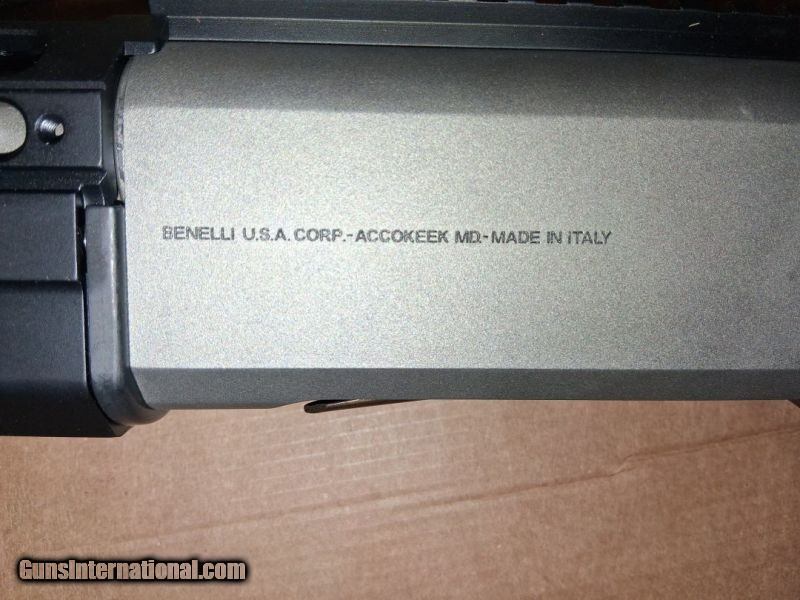 BENELLI U.S.A. CORP.-ACCOKEEK MD.-MADE IN ITALY
GunsInternational.com